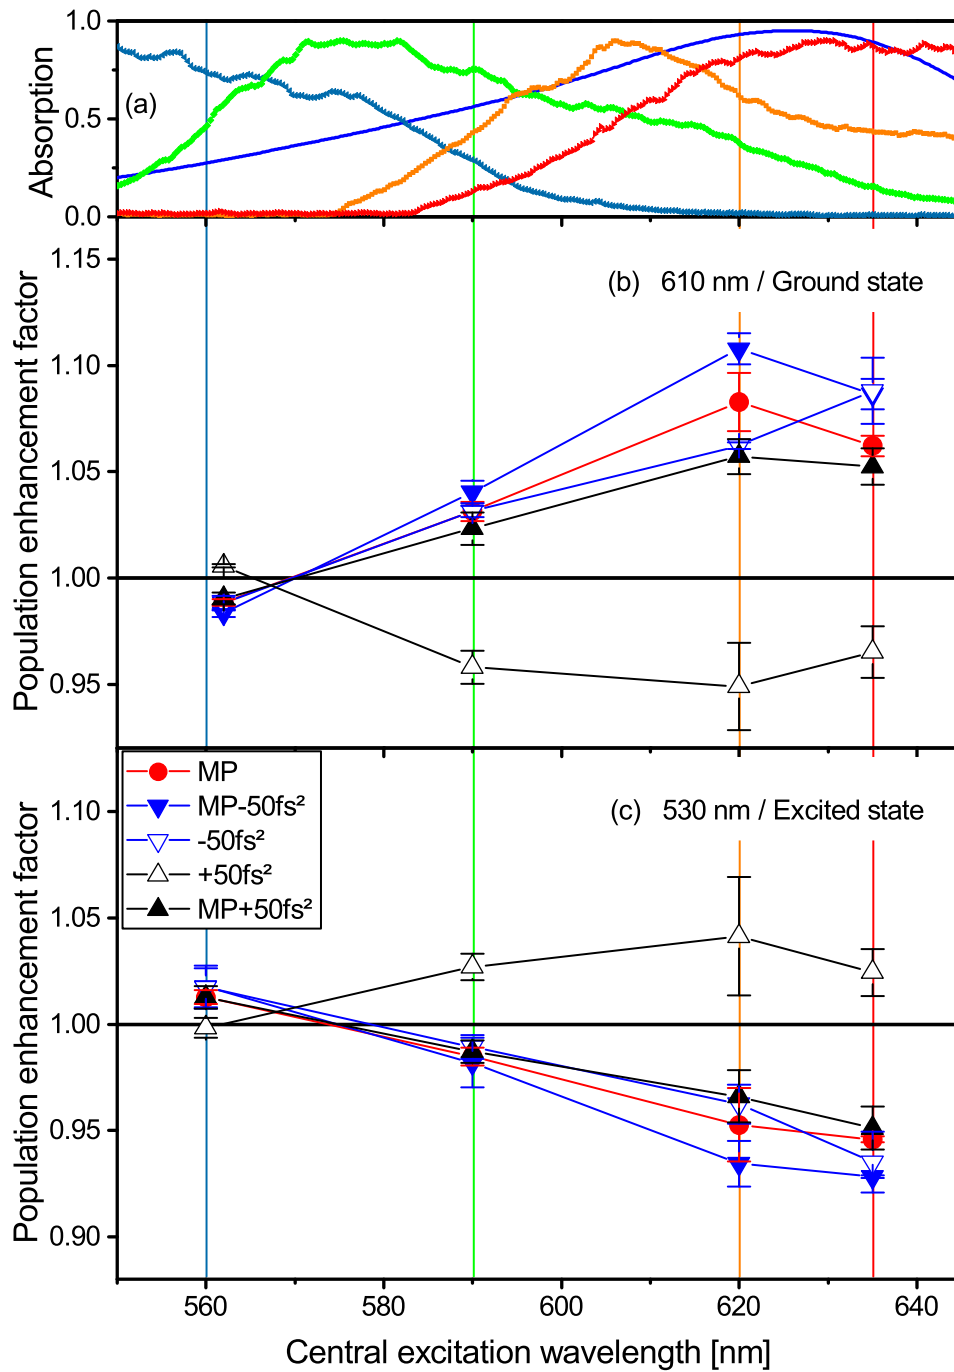 1.0
Absorption
(a)
0.5
0.0
Population enhancement factor
1.15
(b) 610 nm / Ground state
1.10
1.05
1.00
0.95
MP
MP-50fs²
-50fs²
+50fs²
MP+50fs²
Population enhancement factor
(c) 530 nm / Excited state
1.10
1.05
1.00
0.95
0.90
560 580 600 620 640
Central excitation wavelength [nm]